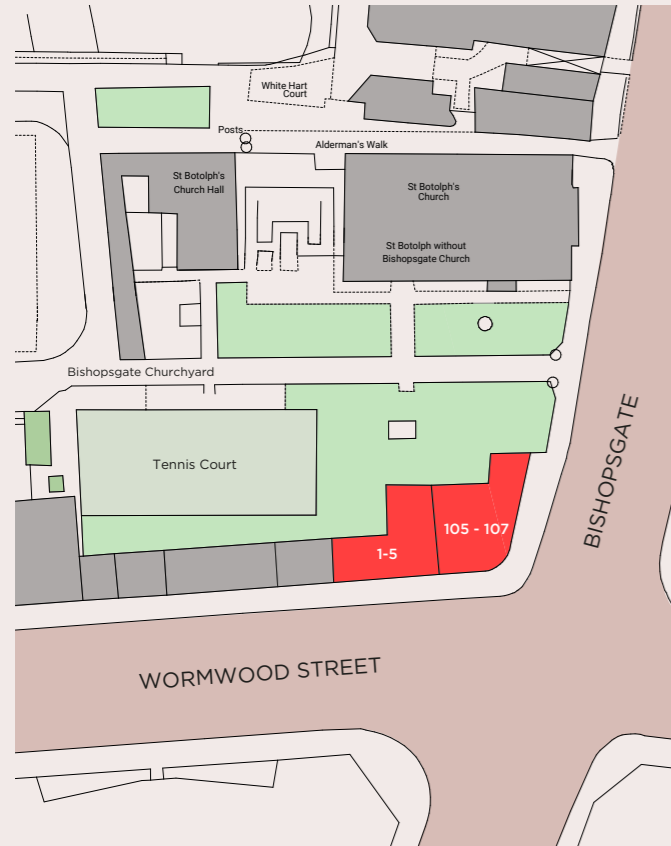 White Hart
Court
Posts
Alderman's Walk
St Botolph's
Church Hall
St Botolph's
Church
St Botolph without
Bishopsgate Church
Bishopsgate Churchyard
Tennis Court
BISHOPSGATE
105 - 107
1-5
WORMWOOD STREET